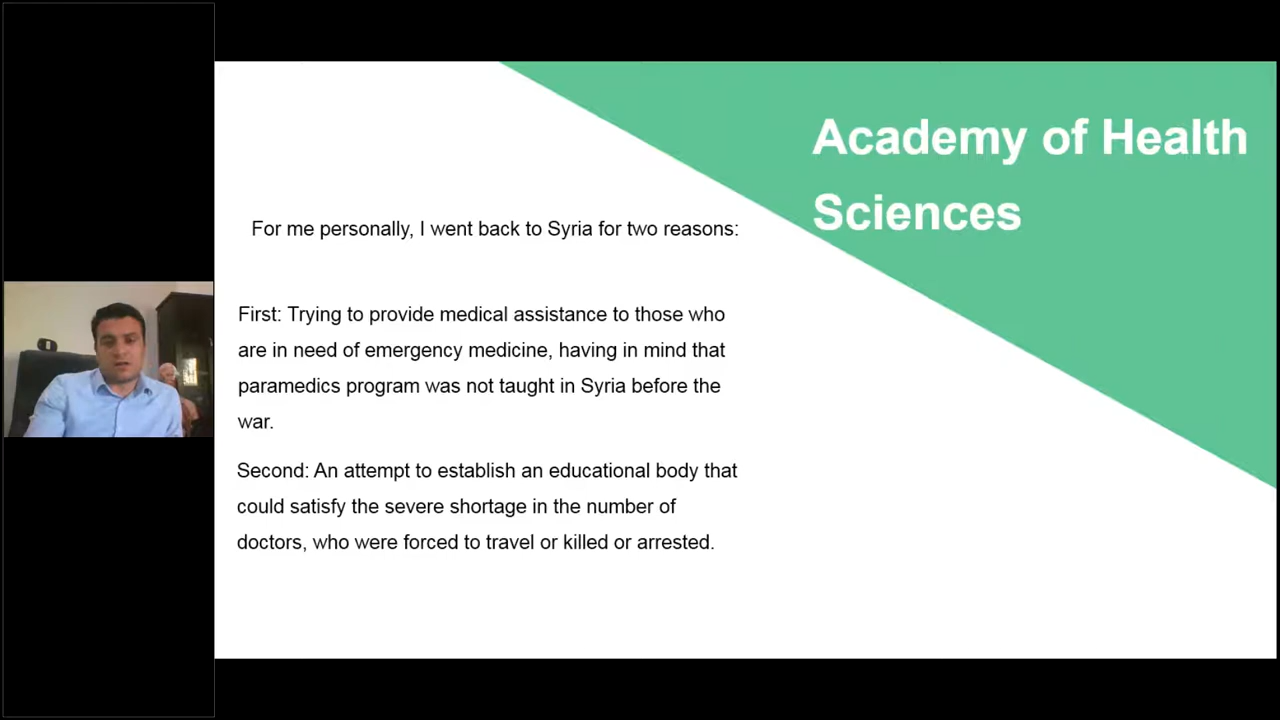 Academy of Health
Sciences
For me personally, I went back to Syria for two reasons:
First: Trying to provide medical assistance to those who
are in need of emergency medicine, having in mind that
paramedics program was not taught in Syria before the
war.
Second: An attempt to establish an educational body that
could satisfy the severe shortage in the number of
doctors, who were forced to travel or killed or arrested.